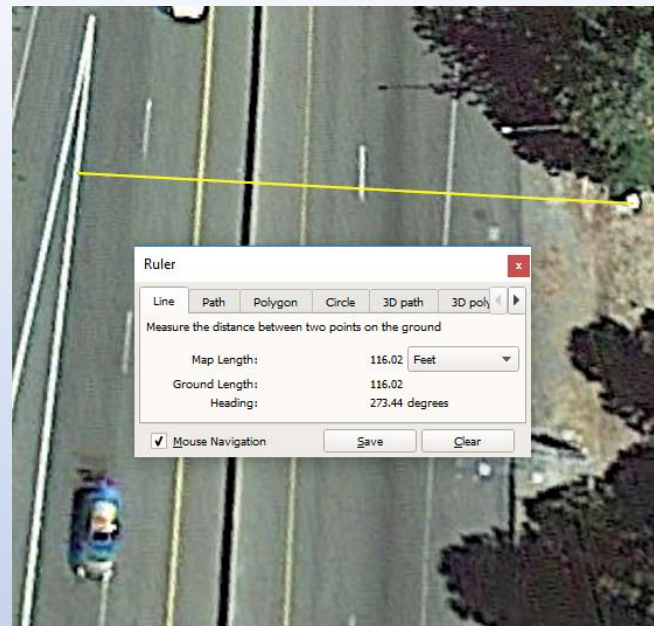 Ruler
x
Line Path Polygon Circle 3D path 3D poly
Measure the distance between two points on the ground
Map Length: 116.02 Feet
Ground Length: 116.02
Heading: 273.44 degrees
Mouse Navigation Save Clear